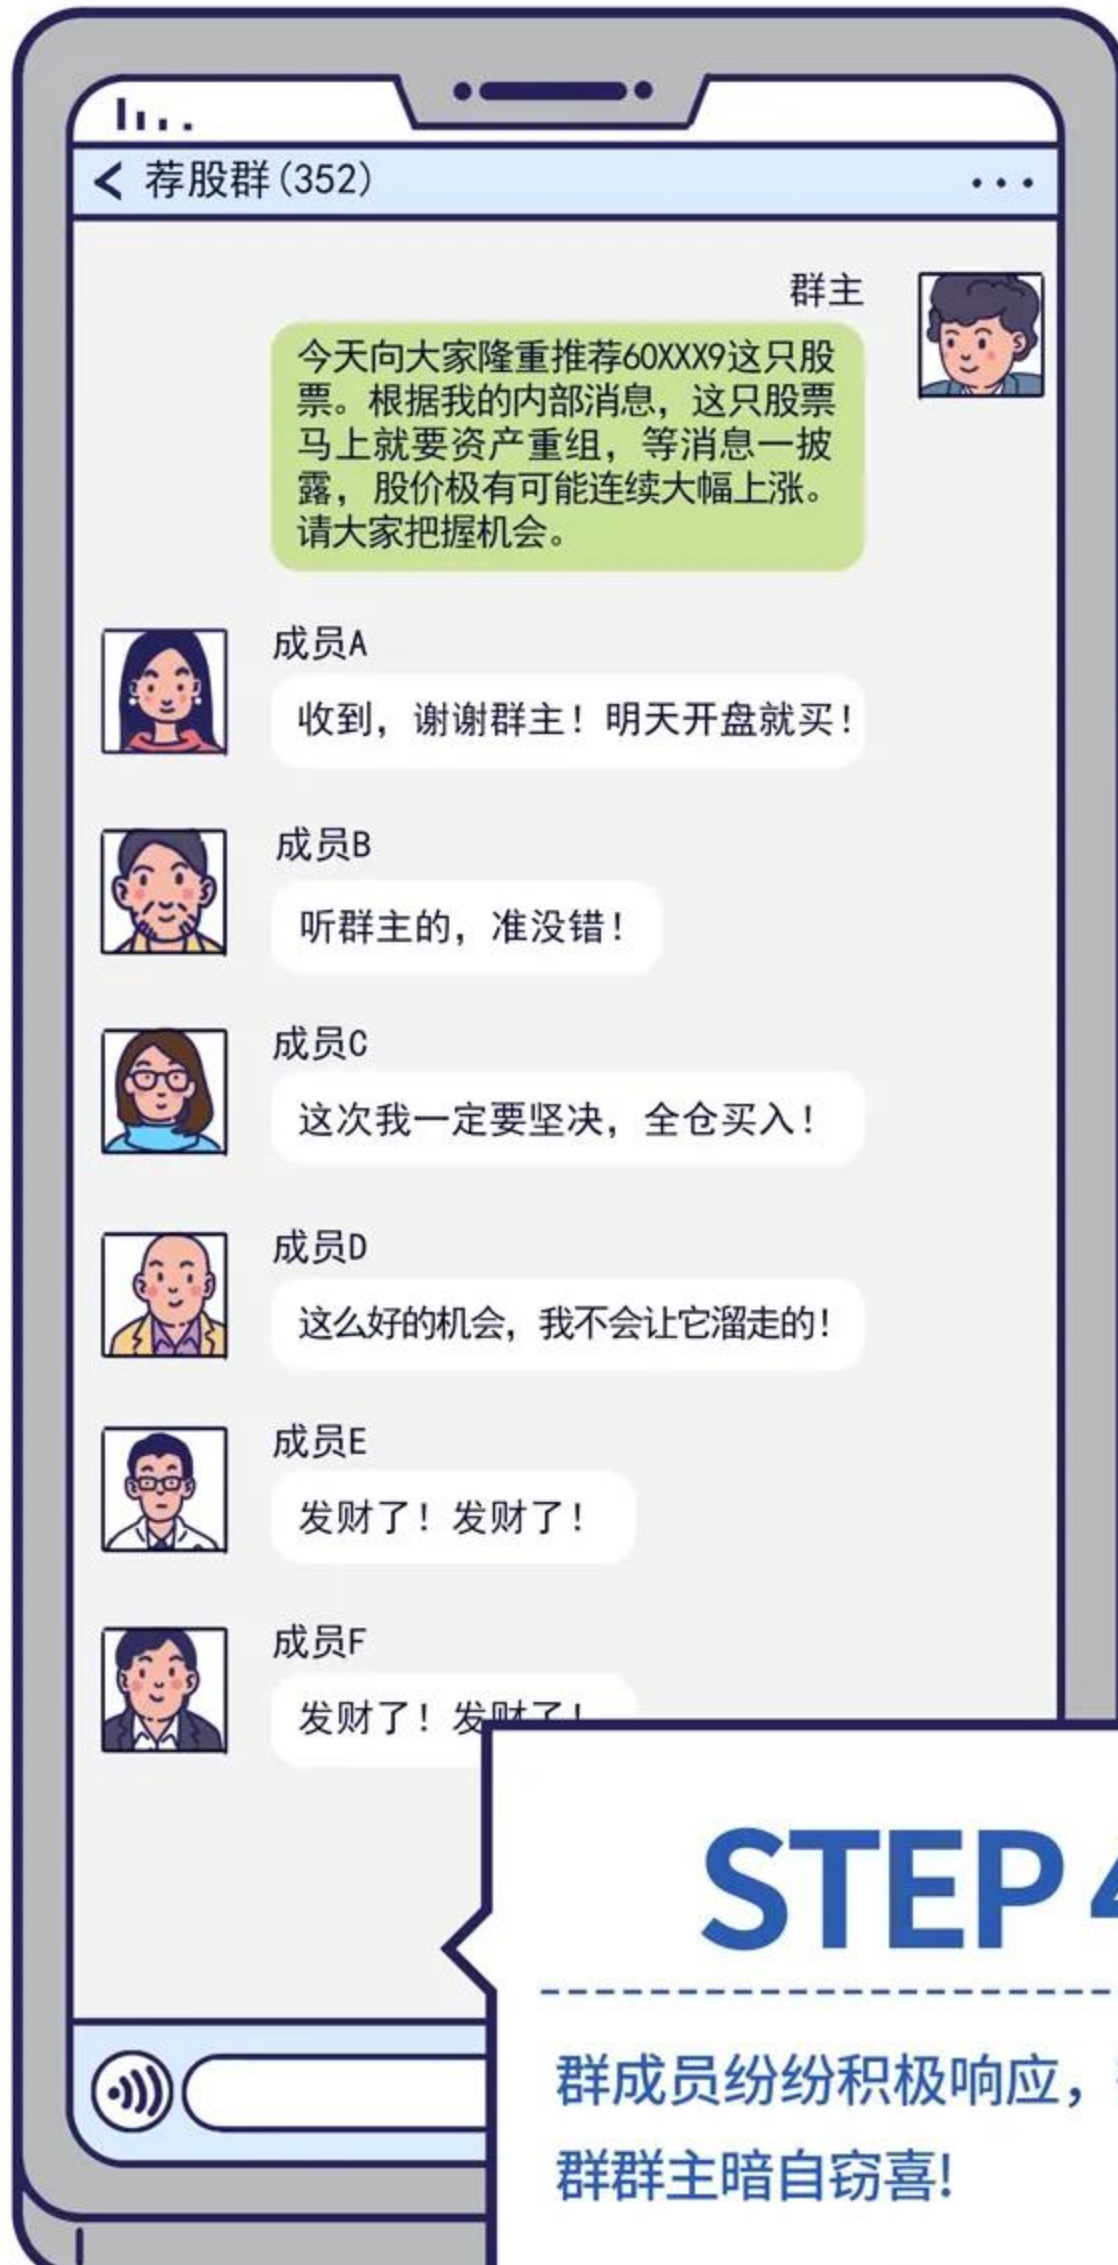 荐股群(352)
群主
今天向大家隆重推荐60XXX9这只股
票。根据我的内部消息，这只股票
马上就要资产重组，等消息一披
露，股价极有可能连续大幅上涨。
请大家把握机会。
成员A
收到，谢谢群主！明天开盘就买！
成员B
听群主的，准没错！
成员C
这次我一定要坚决，全仓买入！
成员D
这么好的机会，我不会让它溜走的！
成员E
发财了！发财了！
成员F
发财了！发财了！
STEP 4
群成员纷纷积极响应，
群群主暗自窃喜!